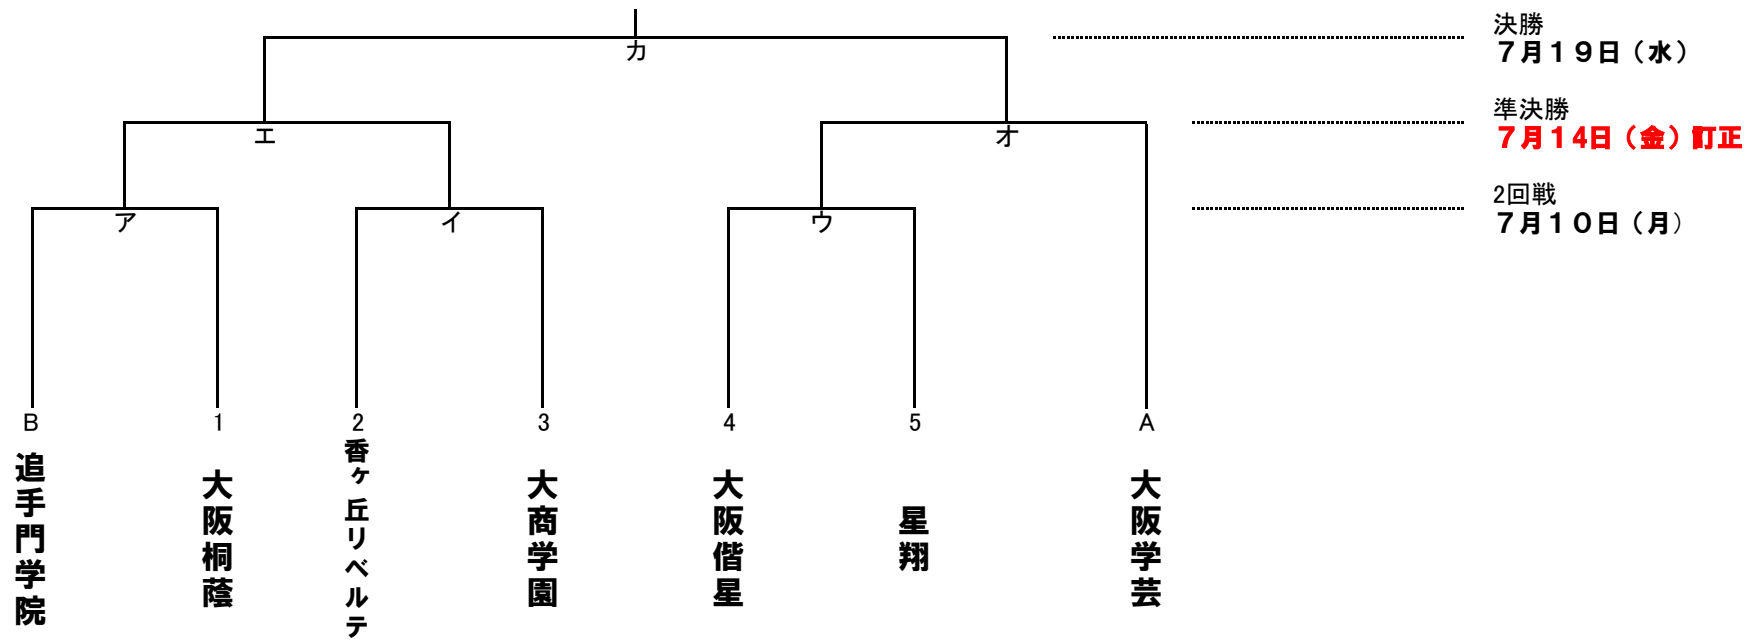 決勝
７月１９日（水）
カ
準決勝
７月１４日（金）訂正
エ
オ
2回戦
７月１０日（月）
ア
イ
ウ
B
1
2
3
4
5
A
追手門学院
大阪桐蔭
香ヶ丘リベルテ
大商学園
大阪偕星
星翔
大阪学芸